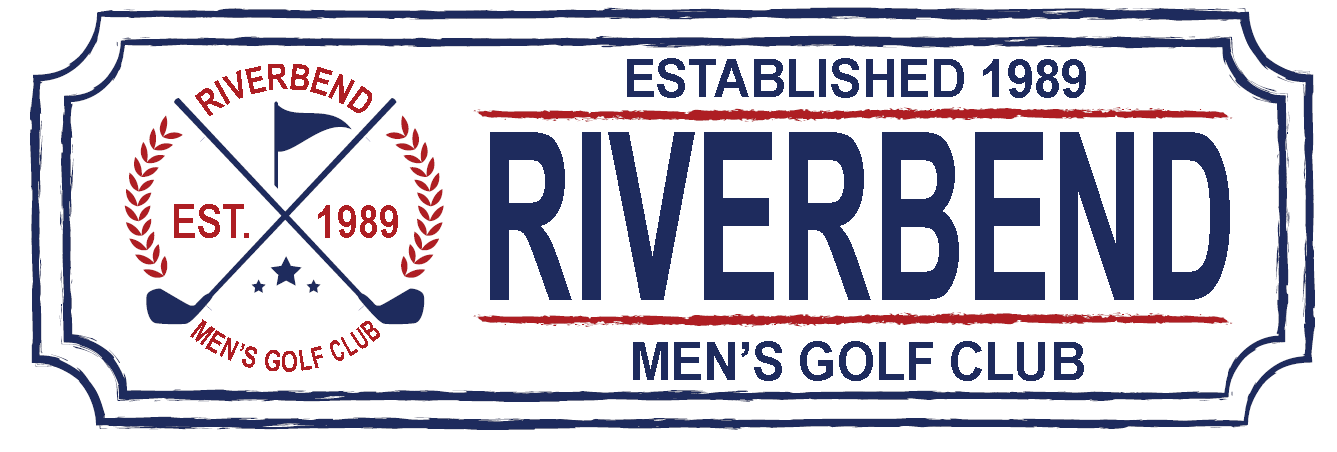 RIVERBEND
EST. 1989
MEN'S GOLF CLUB
ESTABLISHED 1989
RIVERBEND
MEN’S GOLF CLUB